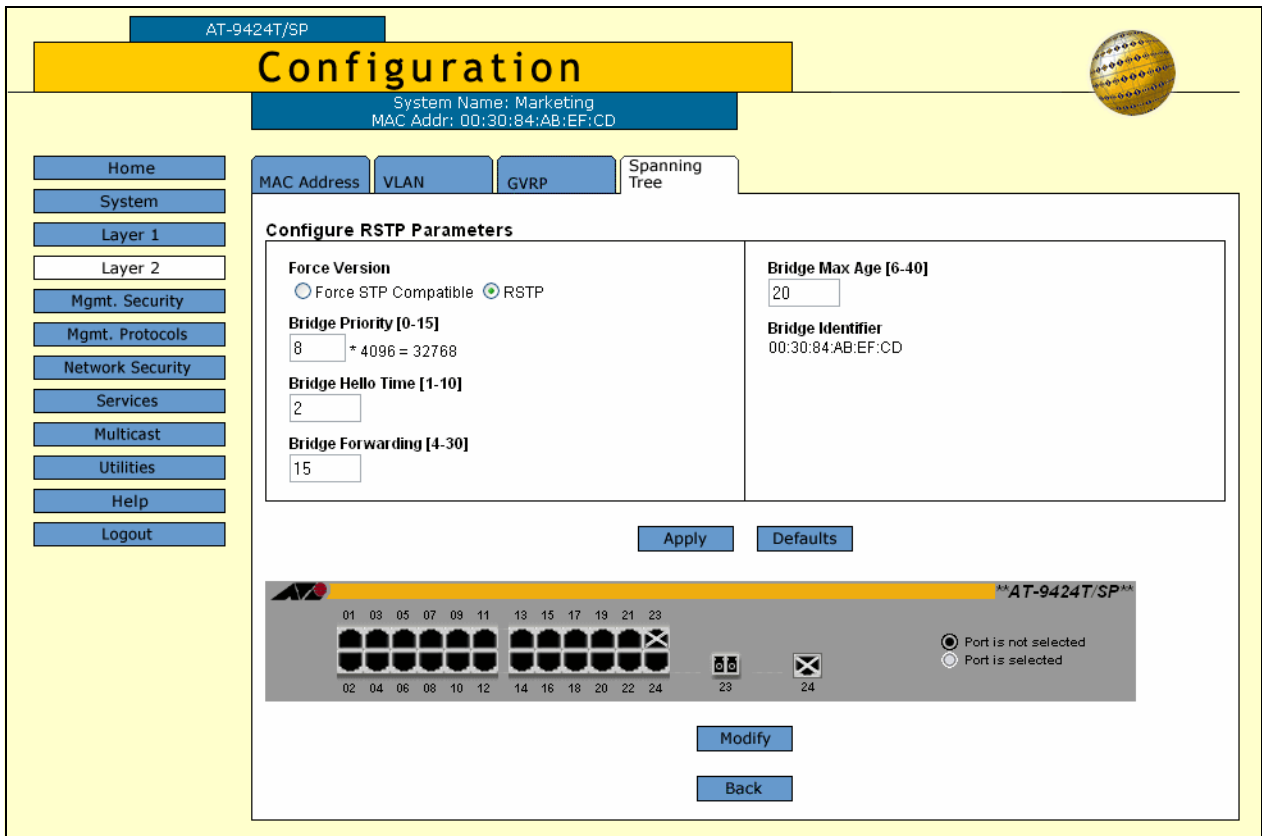 AT-9424T/SP
Configuration
System Name: Marketing
MAC Addr: 00:30:84:AB:EF:CD
Home
System
Layer 1
Layer 2
Mgmt. Security
Mgmt. Protocols
Network Security
Services
Multicast
Utilities
Help
Logout
MAC Address
VLAN
GVRP
Spanning
Tree
Configure RSTP Parameters
Force Version
Force STP Compatible RSTP
Bridge Priority [0-15]
8 * 4096 = 32768
Bridge Hello Time [1-10]
2
Bridge Forwarding [4-30]
15
Bridge Max Age [6-40]
20
Bridge Identifier
00:30:84:AB:EF:CD
Apply Defaults
**AT-9424T/SP**
01 03 05 07 09 11 13 15 17 19 21 23
02 04 06 08 10 12 14 16 18 20 22 24 23 24
Port is not selected
Port is selected
Modify
Back